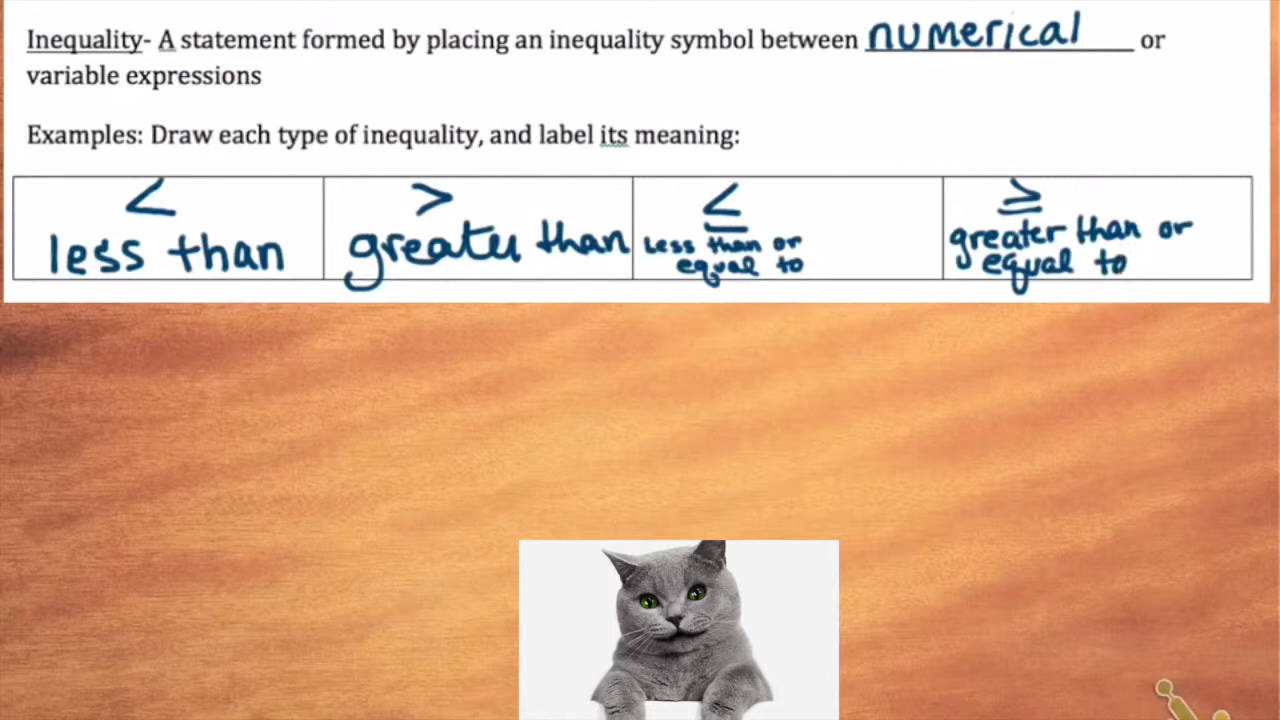 Inequality- A statement formed by placing an inequality symbol between numerical or
variable expressions
Examples: Draw each type of inequality, and label its meaning:
< > ≤ ≥
less than greater than less than or equal to greater than or equal to